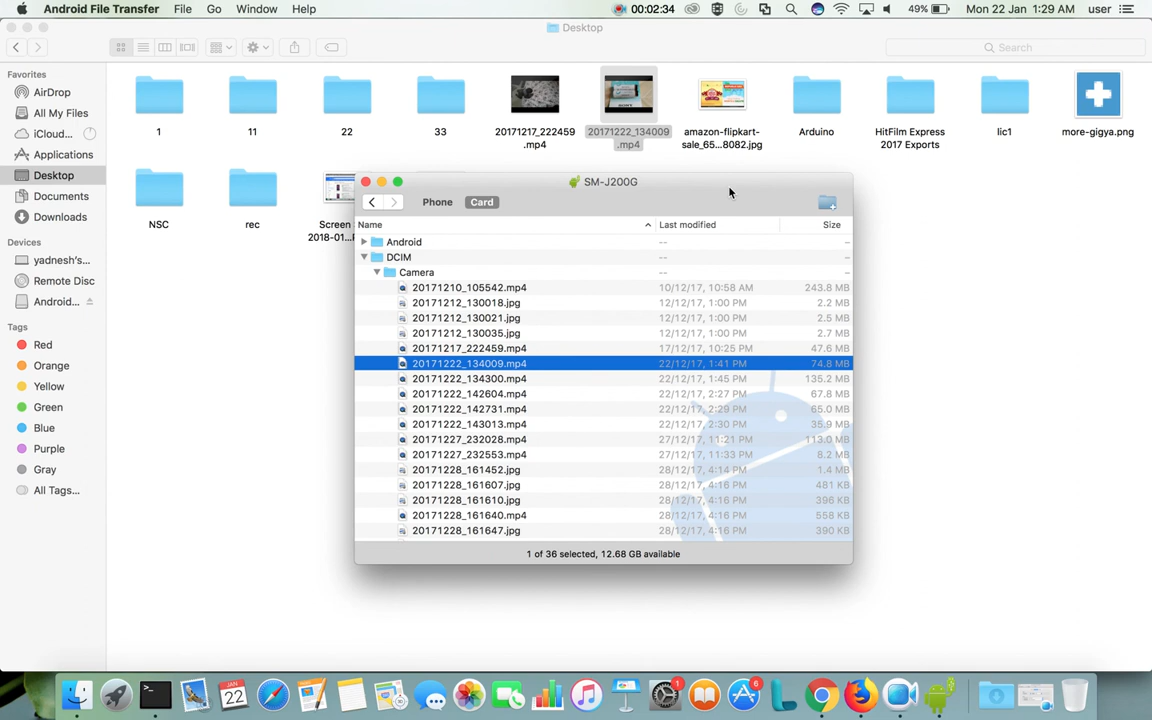 Android File Transfer File Go Window Help 00:02:34 49% Mon 22 Jan 1:29 AM user
Desktop
Search
Favorites
AirDrop
All My Files
iCloud...
Applications
Desktop
Documents
Downloads
Devices
yadnesh's...
Remote Disc
Android...
Tags
Red
Orange
Yellow
Green
Blue
Purple
Gray
All Tags...
1
11
22
33
20171217_222459
.mp4
20171222_134009
.mp4
amazon-flipkart-
sale_65...8082.jpg
Arduino
HitFilm Express
2017 Exports
lic1
more-gigya.png
NSC
rec
Screen
2018-01...
SM-J200G
Phone Card
Name Last modified Size
Android -- --
DCIM -- --
Camera -- --
20171210_105542.mp4 10/12/17, 10:58 AM 243.8 MB
20171212_130018.jpg 12/12/17, 1:00 PM 2.2 MB
20171212_130021.jpg 12/12/17, 1:00 PM 2.5 MB
20171212_130035.jpg 12/12/17, 1:00 PM 2.7 MB
20171217_222459.mp4 17/12/17, 10:25 PM 47.6 MB
20171222_134009.mp4 22/12/17, 1:41 PM 74.8 MB
20171222_134300.mp4 22/12/17, 1:45 PM 135.2 MB
20171222_142604.mp4 22/12/17, 2:27 PM 67.8 MB
20171222_142731.mp4 22/12/17, 2:29 PM 65.0 MB
20171222_143013.mp4 22/12/17, 2:30 PM 35.9 MB
20171227_232028.mp4 27/12/17, 11:21 PM 113.0 MB
20171227_232553.mp4 27/12/17, 11:33 PM 8.2 MB
20171228_161452.jpg 28/12/17, 4:14 PM 1.4 MB
20171228_161607.jpg 28/12/17, 4:16 PM 481 KB
20171228_161610.jpg 28/12/17, 4:16 PM 396 KB
20171228_161640.mp4 28/12/17, 4:16 PM 558 KB
20171228_161647.jpg 28/12/17, 4:16 PM 390 KB
1 of 36 selected, 12.68 GB available
JAN
22
1
6